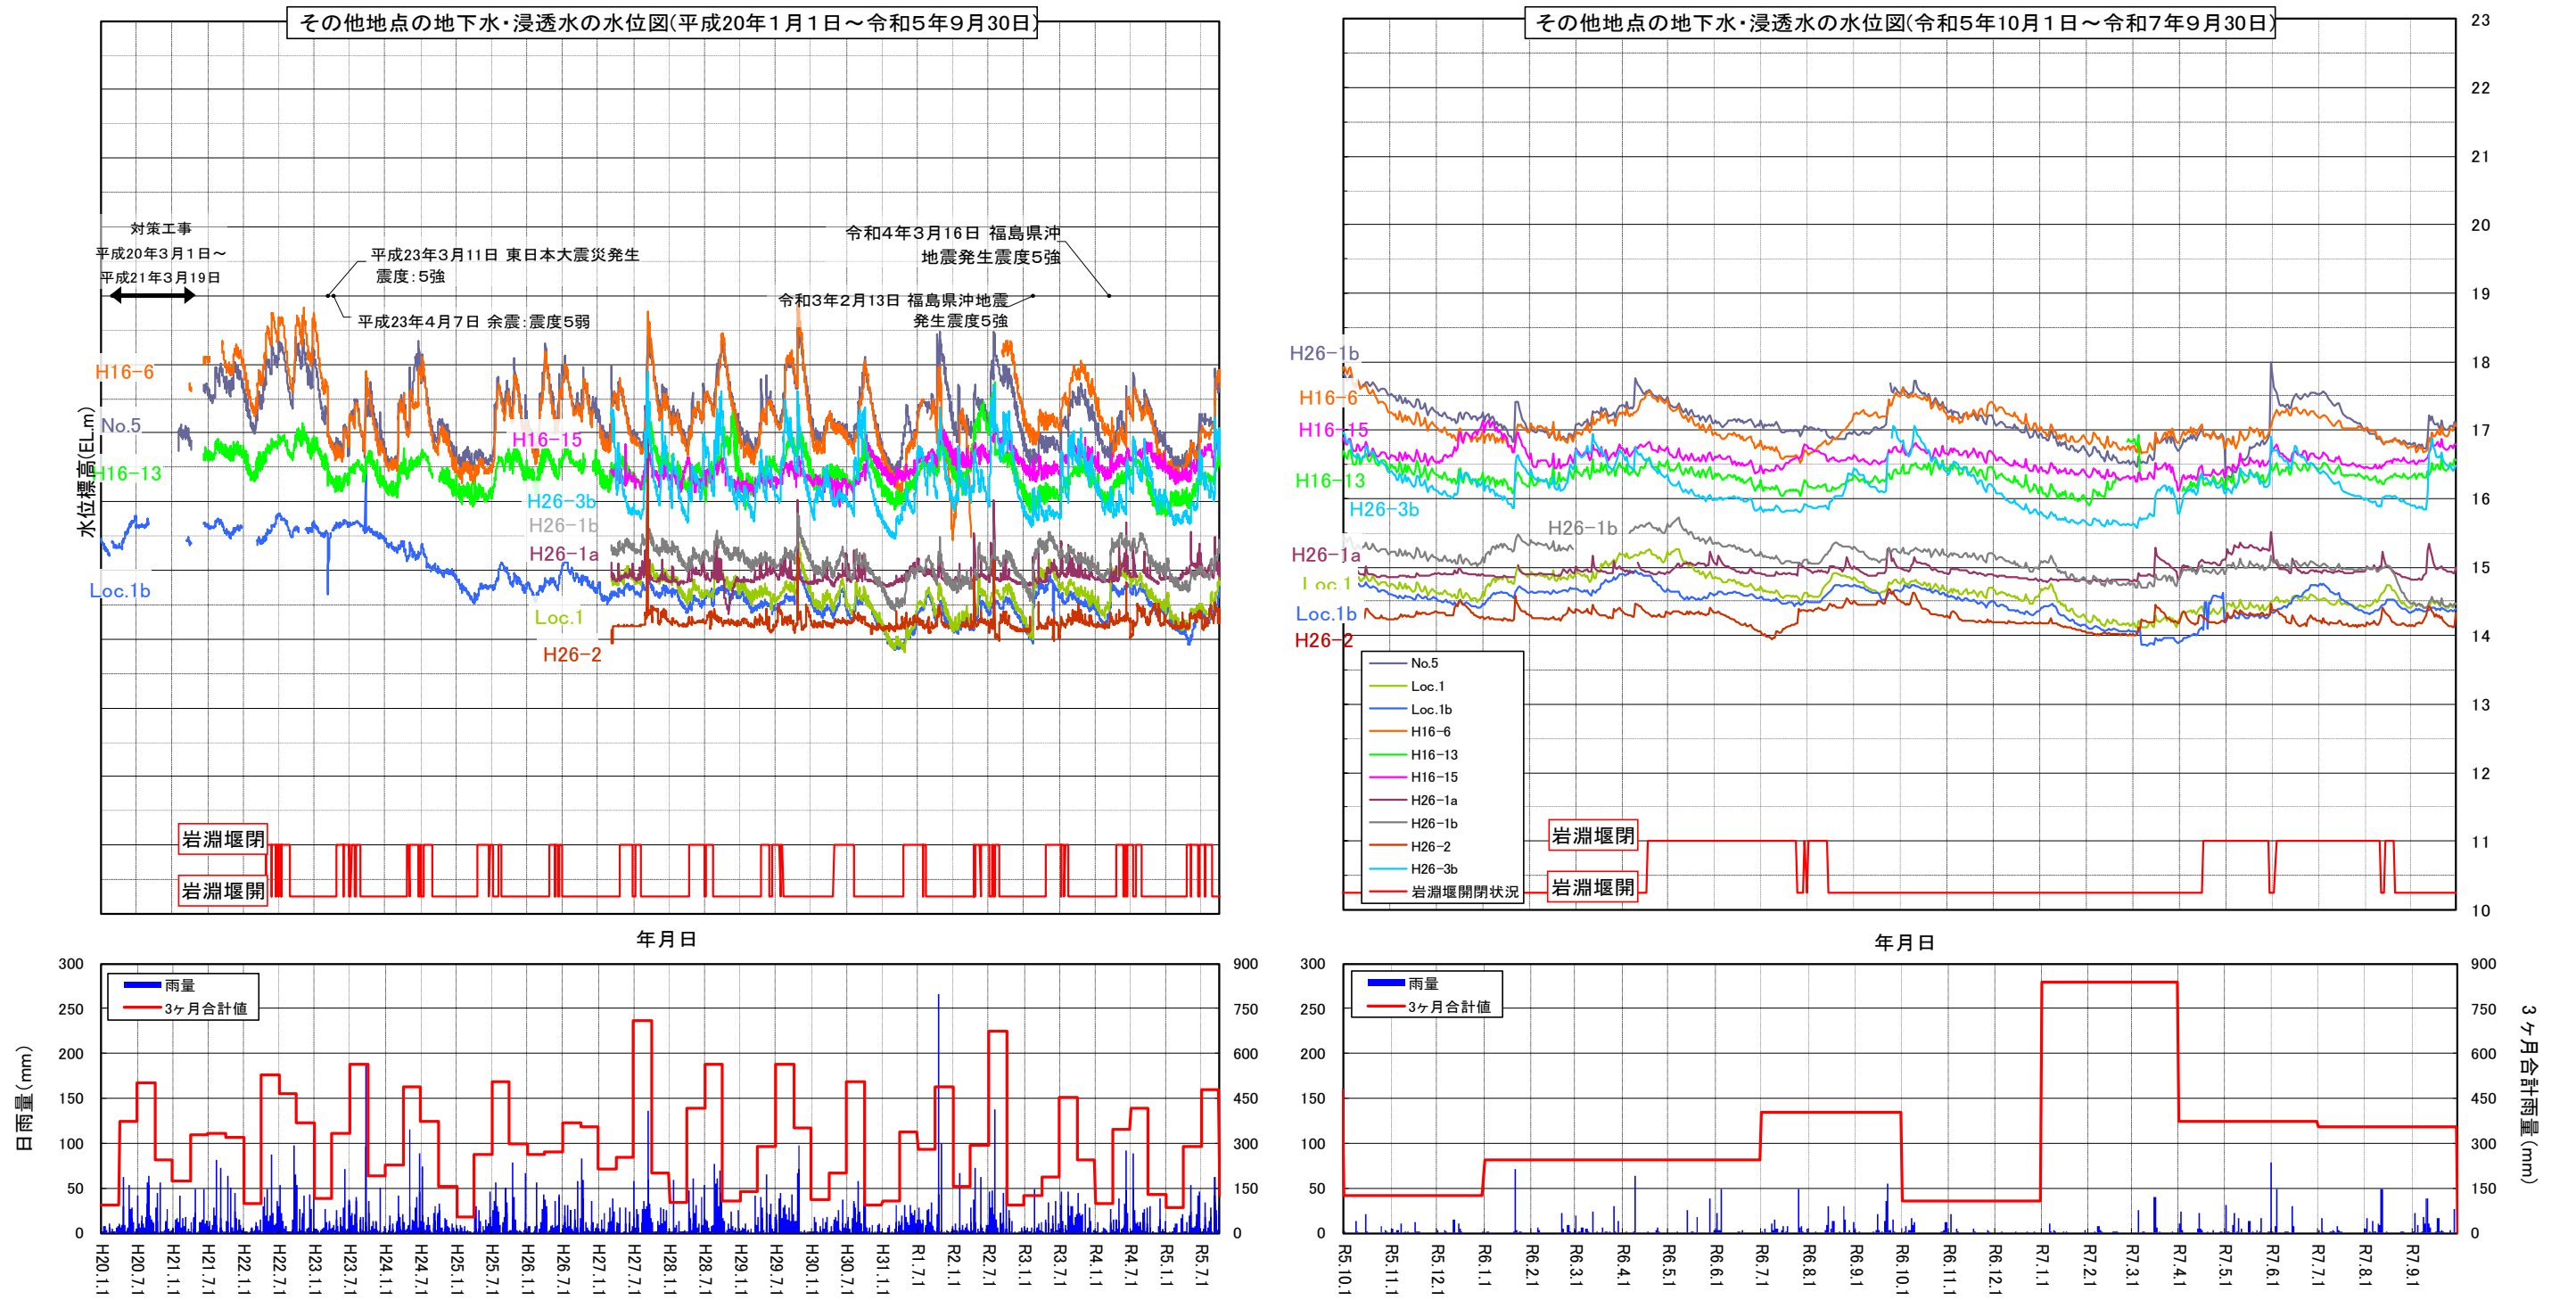 その他地点の地下水・浸透水の水位図(平成20年1月1日～令和5年9月30日)
対策工事
平成20年3月1日～
平成21年3月19日
平成23年3月11日 東日本大震災発生
震度:5強
平成23年4月7日 余震:震度5弱
令和4年3月16日 福島県沖
地震発生震度5強
令和3年2月13日 福島県沖地震
発生震度5強
水位標高(EL.m)
H16-6
No.5
H16-13
Loc.1b
H16-15
H26-3b
H26-1b
H26-1a
Loc.1
H26-2
岩淵堰閉
岩淵堰開
年月日
その他地点の地下水・浸透水の水位図(令和5年10月1日～令和7年9月30日)
23
22
21
20
19
18
17
16
15
14
13
12
11
10
H26-1b
H16-6
H16-15
H16-13
H26-3b
H26-1b
H26-1a
Loc.1
Loc.1b
H26-2
No.5
Loc.1
Loc.1b
H16-6
H16-13
H16-15
H26-1a
H26-1b
H26-2
H26-3b
岩淵堰開閉状況
岩淵堰閉
岩淵堰開
年月日
日雨量(mm)
300
250
200
150
100
50
0
雨量
3ヶ月合計値
900
750
600
450
300
150
0
H20.1.1
H20.7.1
H21.1.1
H21.7.1
H22.1.1
H22.7.1
H23.1.1
H23.7.1
H24.1.1
H24.7.1
H25.1.1
H25.7.1
H26.1.1
H26.7.1
H27.1.1
H27.7.1
H28.1.1
H28.7.1
H29.1.1
H29.7.1
H30.1.1
H30.7.1
H31.1.1
R1.7.1
R2.1.1
R2.7.1
R3.1.1
R3.7.1
R4.1.1
R4.7.1
R5.1.1
R5.7.1
300
250
200
150
100
50
0
雨量
3ヶ月合計値
900
750
600
450
300
150
0
3ヶ月合計雨量(mm)
R5.10.1
R5.11.1
R5.12.1
R6.1.1
R6.2.1
R6.3.1
R6.4.1
R6.5.1
R6.6.1
R6.7.1
R6.8.1
R6.9.1
R6.10.1
R6.11.1
R6.12.1
R7.1.1
R7.2.1
R7.3.1
R7.4.1
R7.5.1
R7.6.1
R7.7.1
R7.8.1
R7.9.1